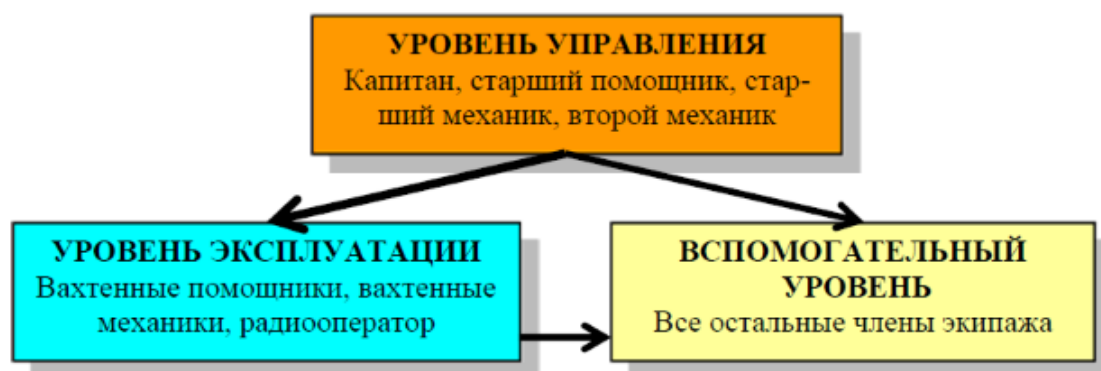 УРОВЕНЬ УПРАВЛЕНИЯ
Капитан, старший помощник, стар-
ший механик, второй механик
УРОВЕНЬ ЭКСПЛУАТАЦИИ
Вахтенные помощники, вахтенные
механики, радиооператор
ВСПОМОГАТЕЛЬНЫЙ
УРОВЕНЬ
Все остальные члены экипажа